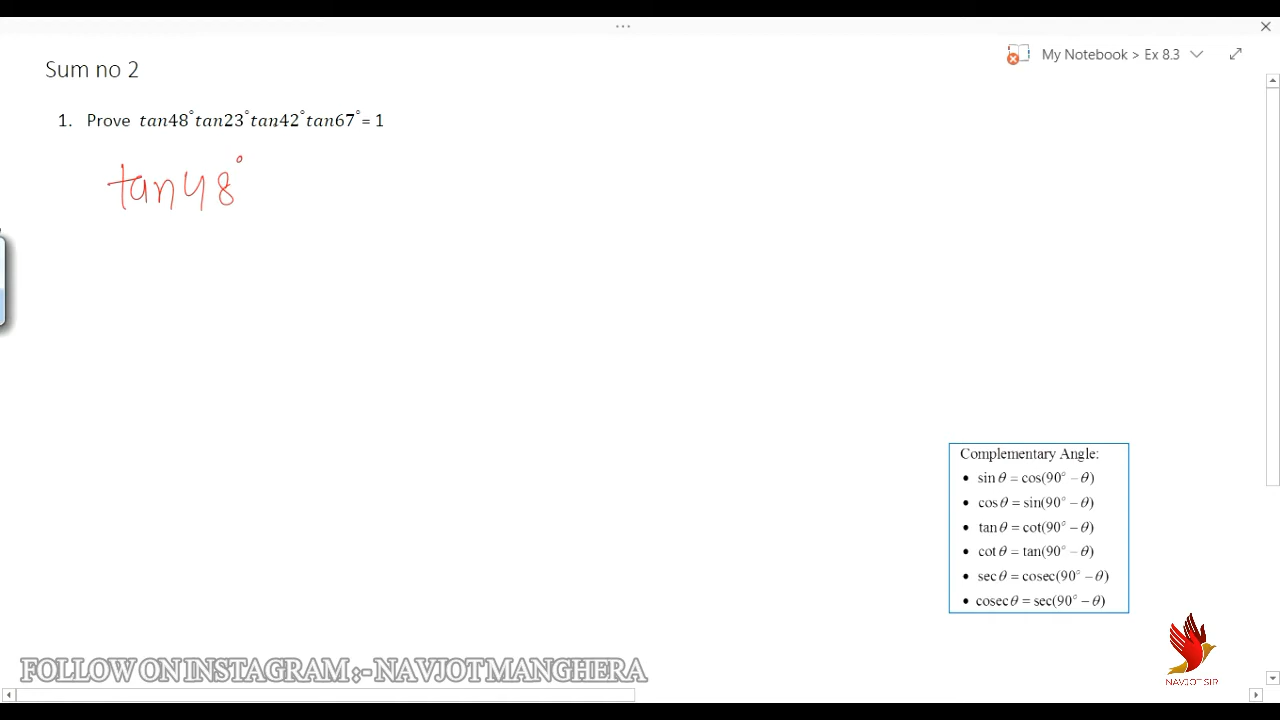 ...
My Notebook > Ex 8.3
Sum no 2
1. Prove tan48°tan23°tan42°tan67°= 1
tan48°
Complementary Angle:
• sin θ = cos(90° – θ)
• cos θ = sin(90° – θ)
• tan θ = cot(90° – θ)
• cot θ = tan(90° – θ)
• sec θ = cosec(90° – θ)
• cosec θ = sec(90° – θ)
FOLLOW ON INSTAGRAM :- NAVJOTMANGHERA
NAVJOT SIR